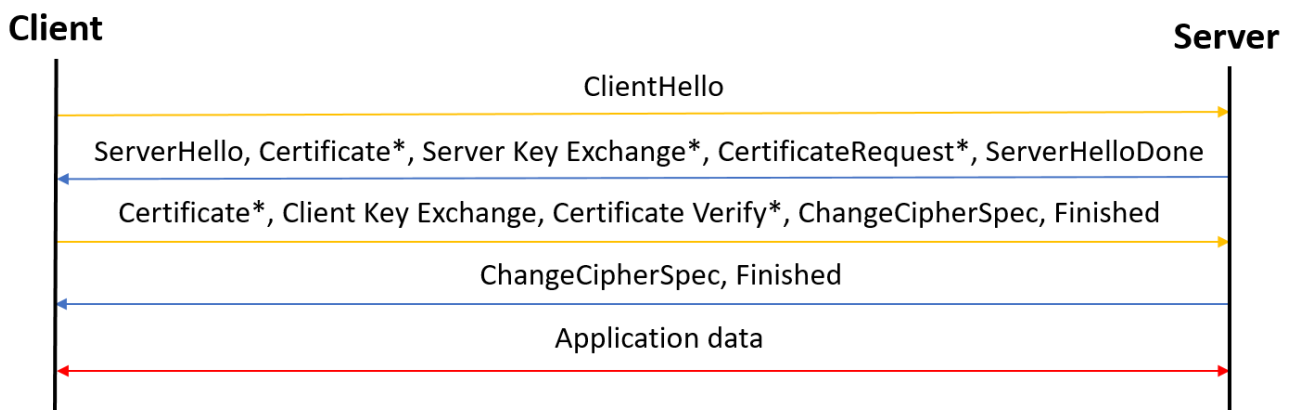 Client
Server
ClientHello
ServerHello, Certificate*, Server Key Exchange*, CertificateRequest*, ServerHelloDone
Certificate*, Client Key Exchange, Certificate Verify*, ChangeCipherSpec, Finished
ChangeCipherSpec, Finished
Application data